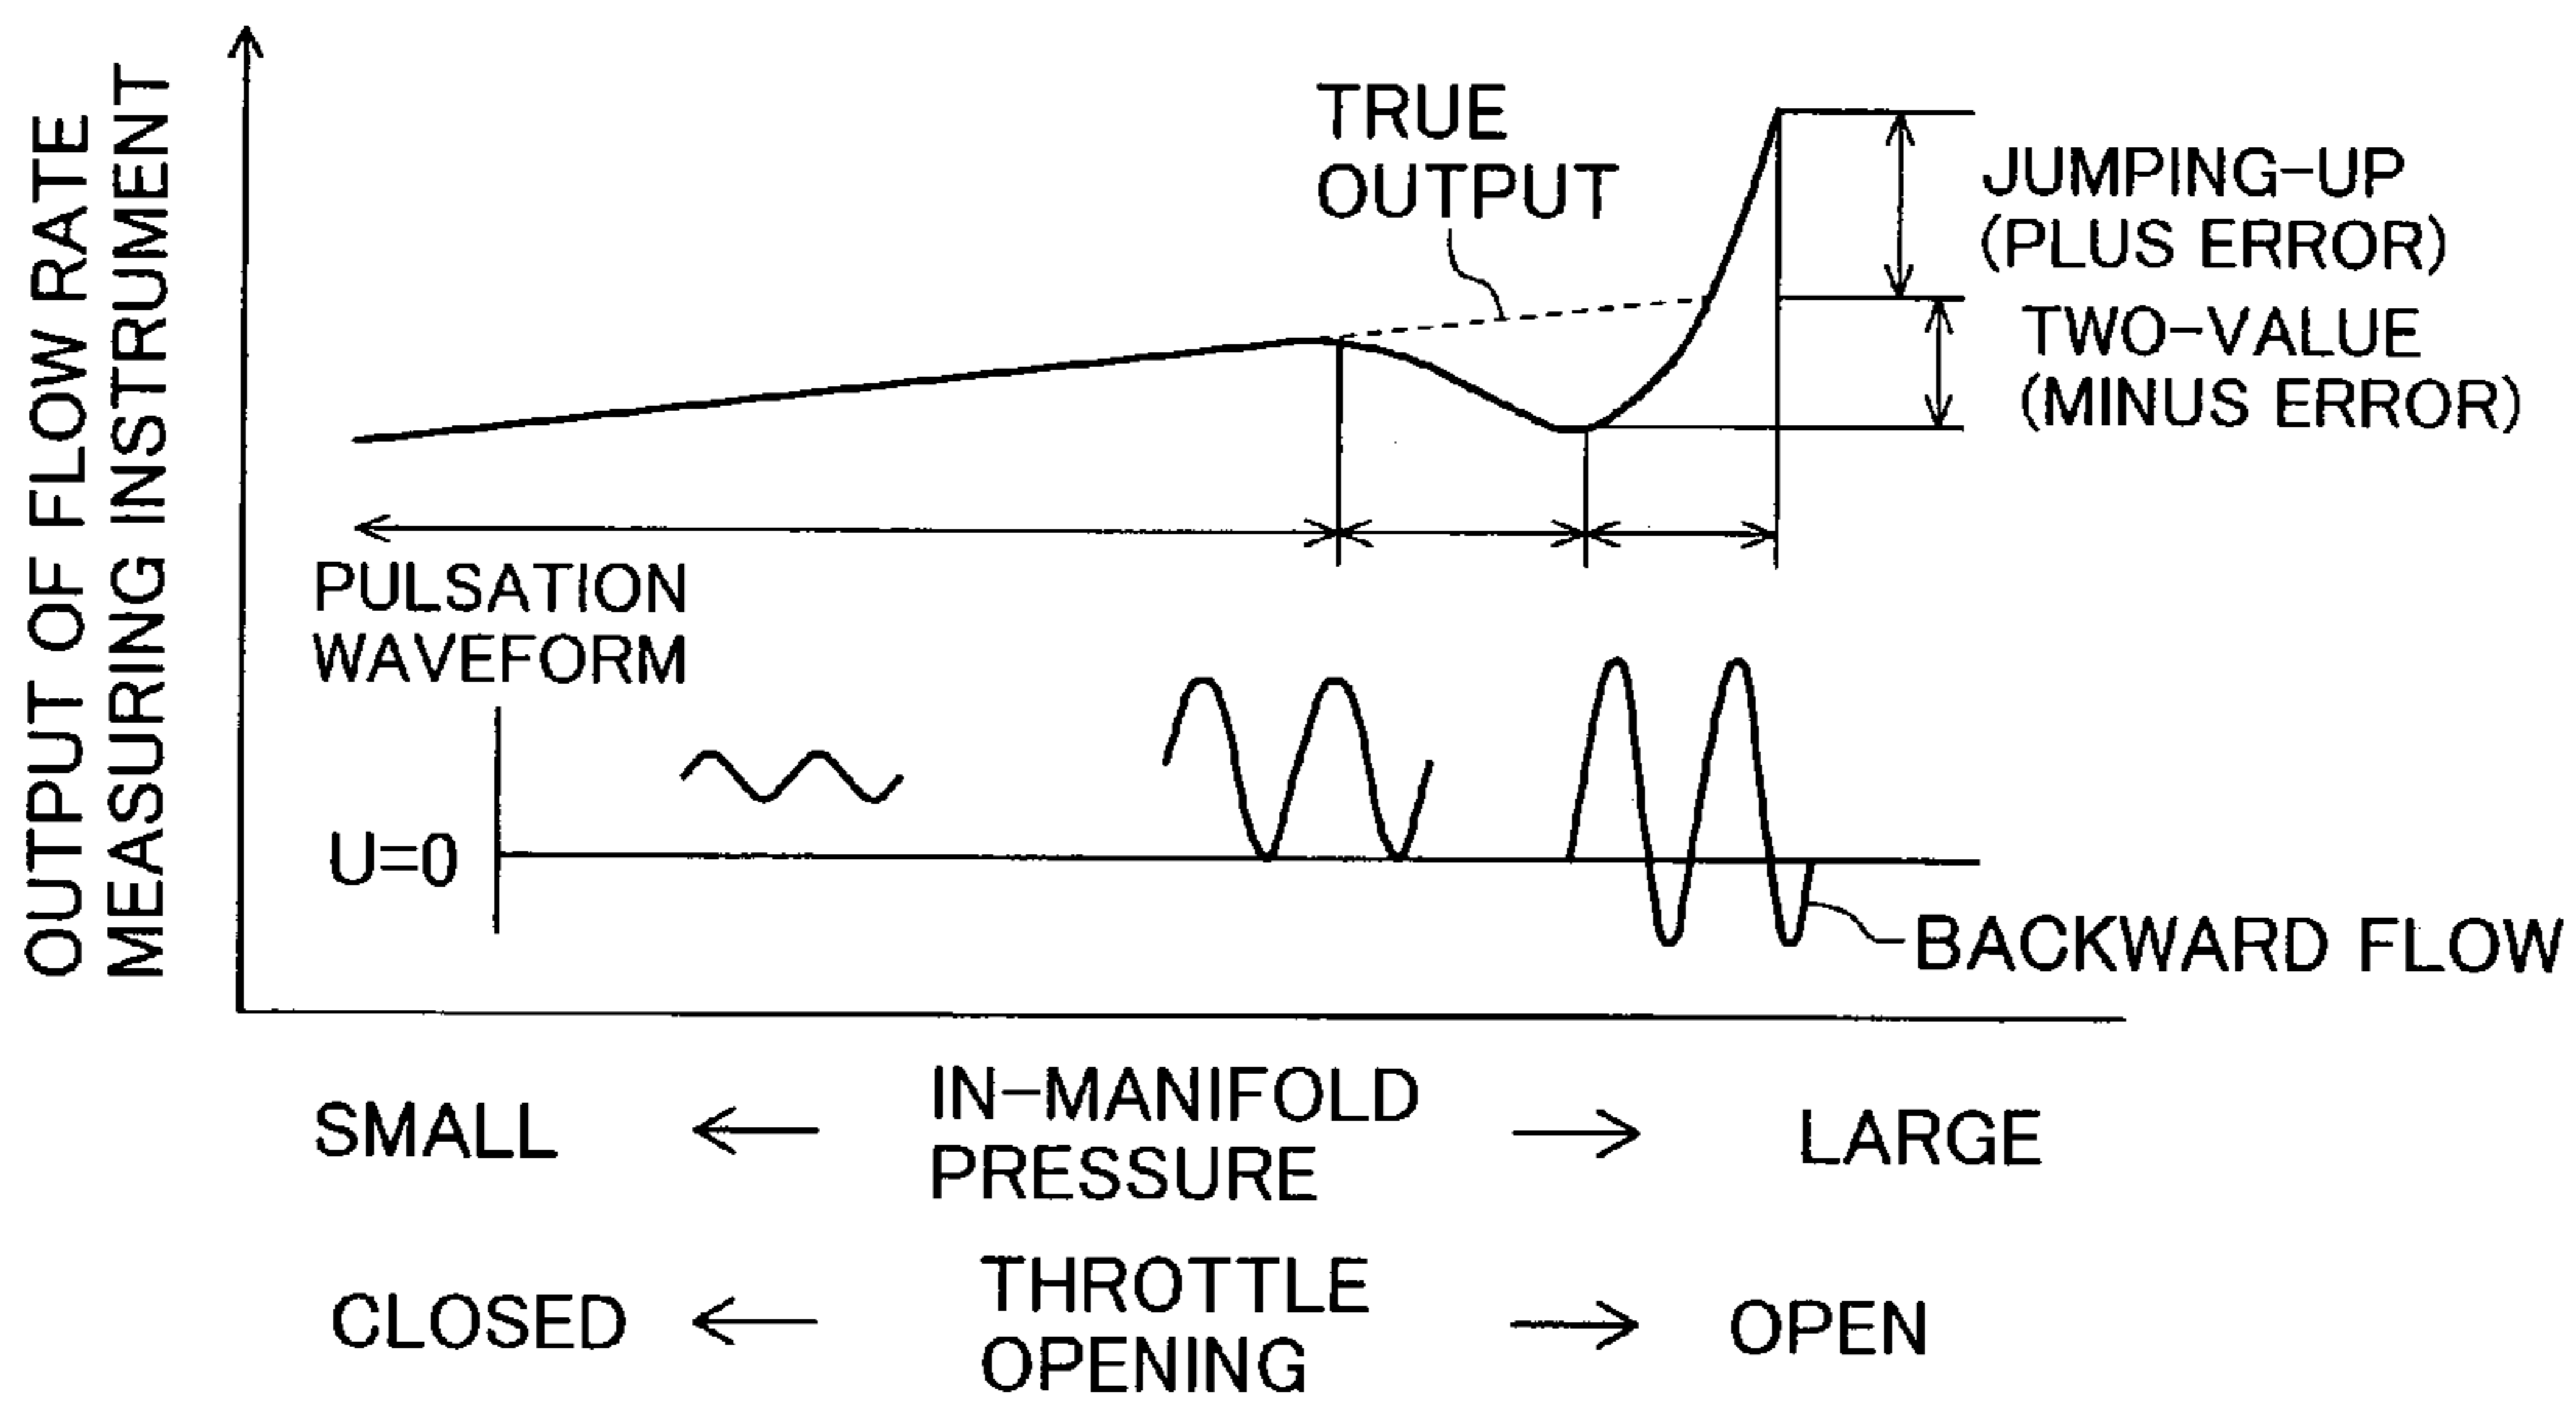 OUTPUT OF FLOW RATE
MEASURING INSTRUMENT
TRUE
OUTPUT
JUMPING-UP
(PLUS ERROR)
TWO-VALUE
(MINUS ERROR)
PULSATION
WAVEFORM
U=0
BACKWARD FLOW
SMALL
IN-MANIFOLD
PRESSURE
LARGE
CLOSED
THROTTLE
OPENING
OPEN